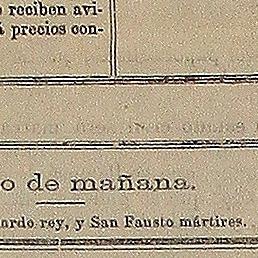 reciben avi-
precios con-
o de mañana.
ardo rey, y San Fausto mártires.